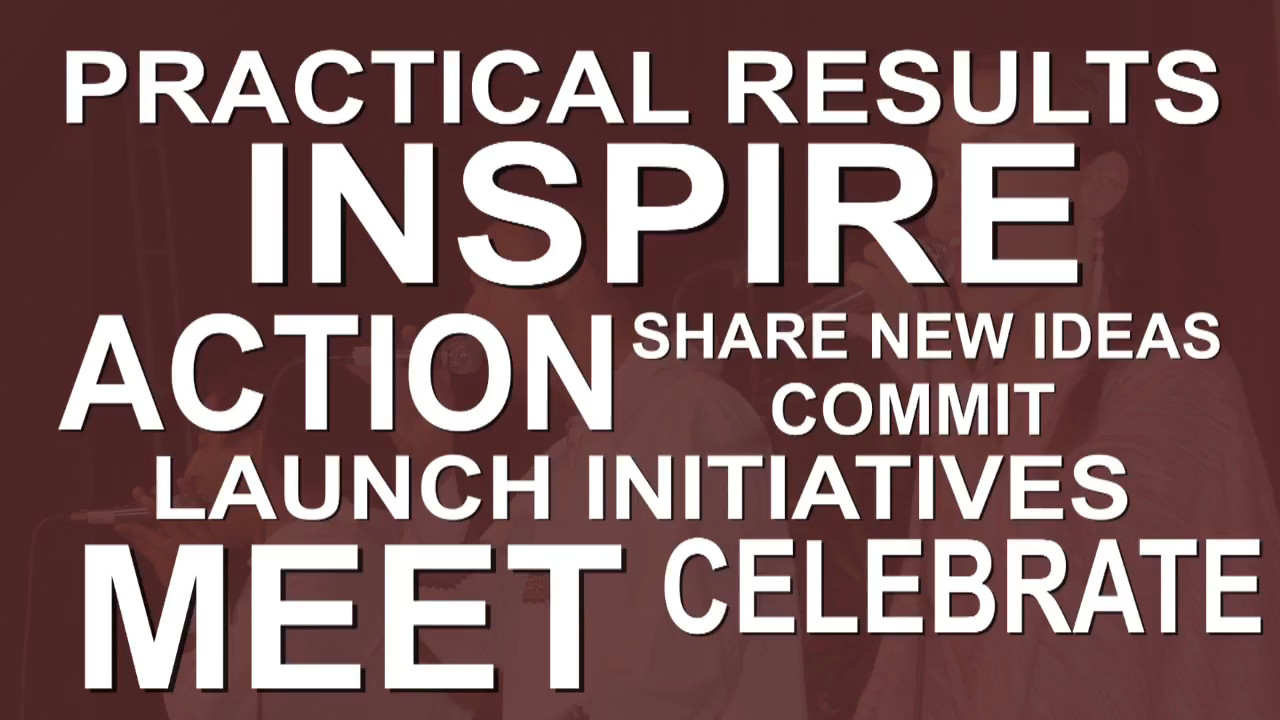 PRACTICAL RESULTS
INSPIRE
ACTION
SHARE NEW IDEAS
COMMIT
LAUNCH INITIATIVES
MEET
CELEBRATE